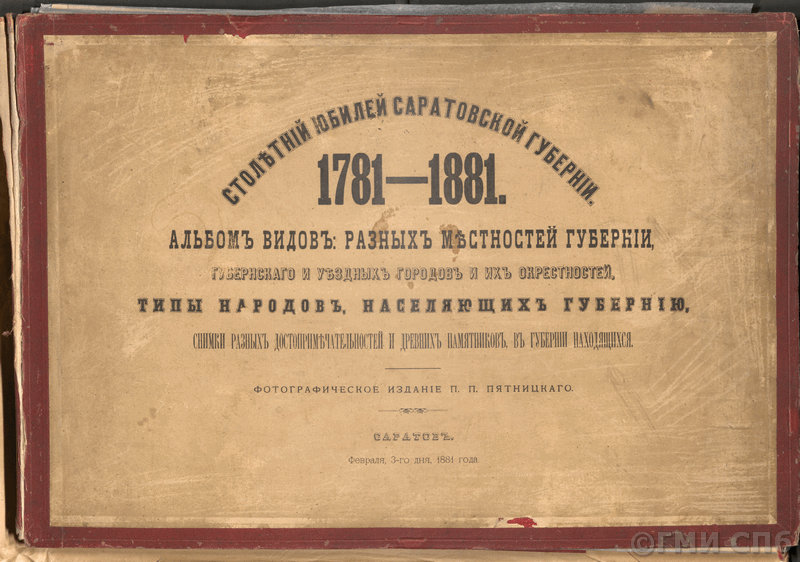 СТОЛѢТНІЙ ЮБИЛЕЙ САРАТОВСКОЙ ГУБЕРНІИ.
1781—1881.
АЛЬБОМЪ ВИДОВЪ: РАЗНЫХЪ МѢСТНОСТЕЙ ГУБЕРНІИ,
ГУБЕРНСКАГО И УѢЗДНЫХЪ ГОРОДОВЪ И ИХЪ ОКРЕСТНОСТЕЙ,
ТИПЫ НАРОДОВЪ, НАСЕЛЯЮЩИХЪ ГУБЕРНІЮ,
СНИМКИ РАЗНЫХЪ ДОСТОПРИМѢЧАТЕЛЬНОСТЕЙ И ДРЕВНИХЪ ПАМЯТНИКОВЪ, ВЪ ГУБЕРНІИ НАХОДЯЩИХСЯ.
ФОТОГРАФИЧЕСКОЕ ИЗДАНІЕ П. П. ПЯТНИЦКАГО.
САРАТОВЪ.
Февраля, 3-го дня, 1881 года
©ГМИ СПб